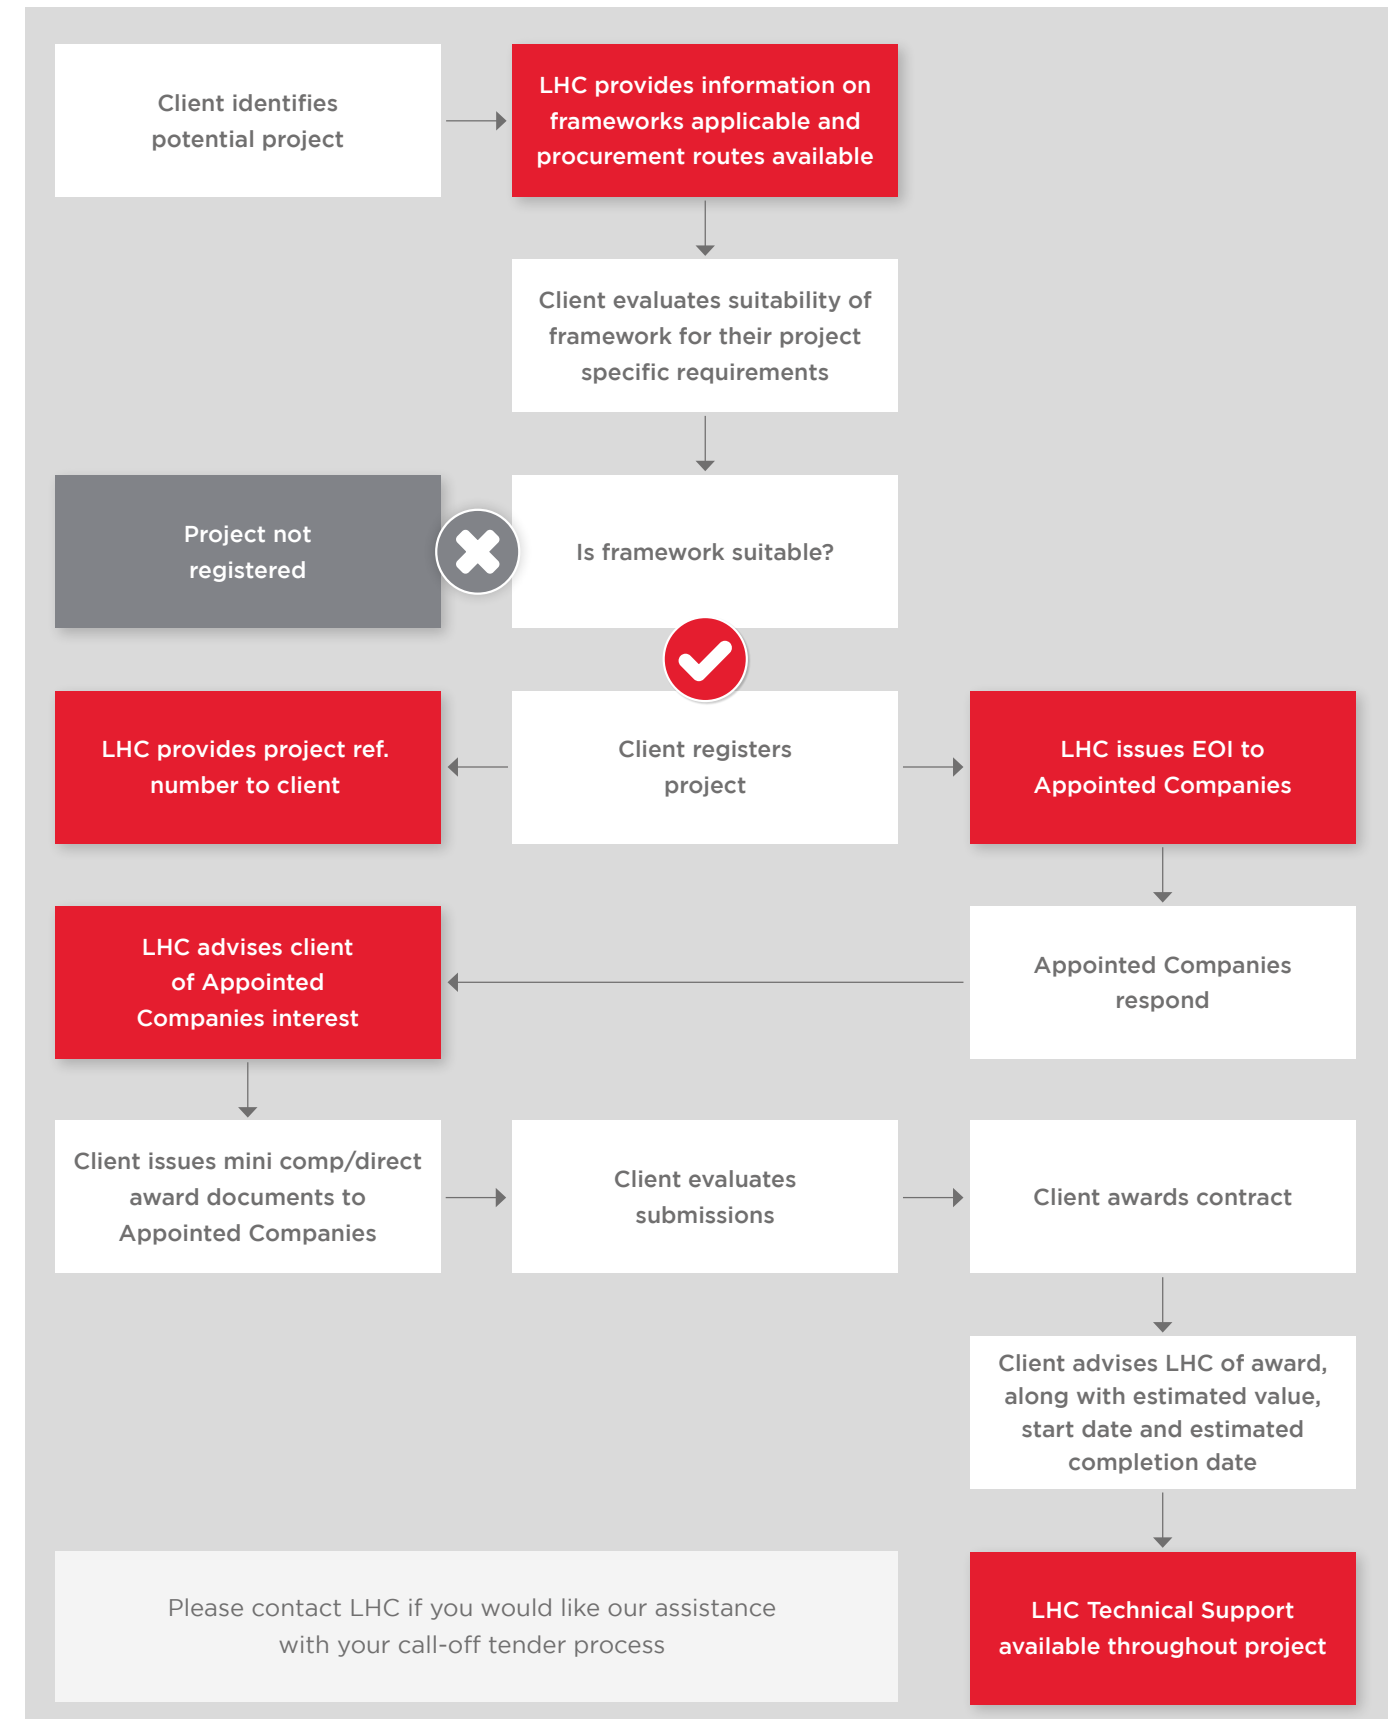 Client identifies
potential project
LHC provides information on
frameworks applicable and
procurement routes available
Client evaluates suitability of
framework for their project
specific requirements
Project not
registered
Is framework suitable?
LHC provides project ref.
number to client
Client registers
project
LHC issues EOI to
Appointed Companies
LHC advises client
of Appointed
Companies interest
Appointed Companies
respond
Client issues mini comp/direct
award documents to
Appointed Companies
Client evaluates
submissions
Client awards contract
Client advises LHC of award,
along with estimated value,
start date and estimated
completion date
Please contact LHC if you would like our assistance
with your call-off tender process
LHC Technical Support
available throughout project